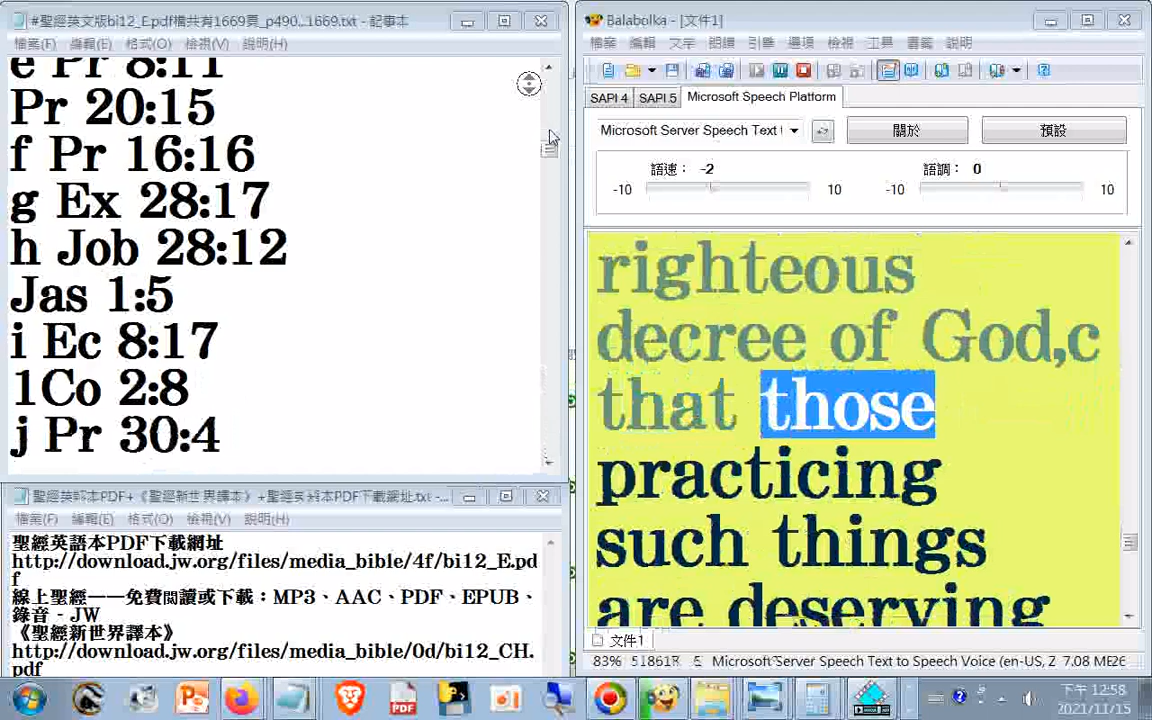 #聖經英文版bi12_E.pdf檔共有1669頁_p490...1669.txt - 記事本
檔案(F) 編輯(E) 格式(O) 檢視(V) 說明(H)
e Pr 8:11
Pr 20:15
f Pr 16:16
g Ex 28:17
h Job 28:12
Jas 1:5
i Ec 8:17
1Co 2:8
j Pr 30:4
聖經英語本PDF+《聖經新世界譯本》+聖經英語本PDF下載網址.txt -...
檔案(F) 編輯(E) 格式(O) 檢視(V) 說明(H)
聖經英語本PDF下載網址
http://download.jw.org/files/media_bible/4f/bi12_E.pd
f
線上聖經——免費閱讀或下載：MP3、AAC、PDF、EPUB、
錄音 - JW
《聖經新世界譯本》
http://download.jw.org/files/media_bible/0d/bi12_CH.
pdf
Balabolka - [文件1]
檔案 編輯 文字 朗讀 引擎 選項 檢視 工具 書籤 說明
SAPI 4 SAPI 5 Microsoft Speech Platform
Microsoft Server Speech Text
關於 預設
語速： -2 語調： 0
-10 10 -10 10
righteous
decree of God,c
that those
practicing
such things
are deserving
文件1
83% 51861R Microsoft Server Speech Text to Speech Voice (en-US, Z 7.08 ME26
下午 12:58
2021/11/15